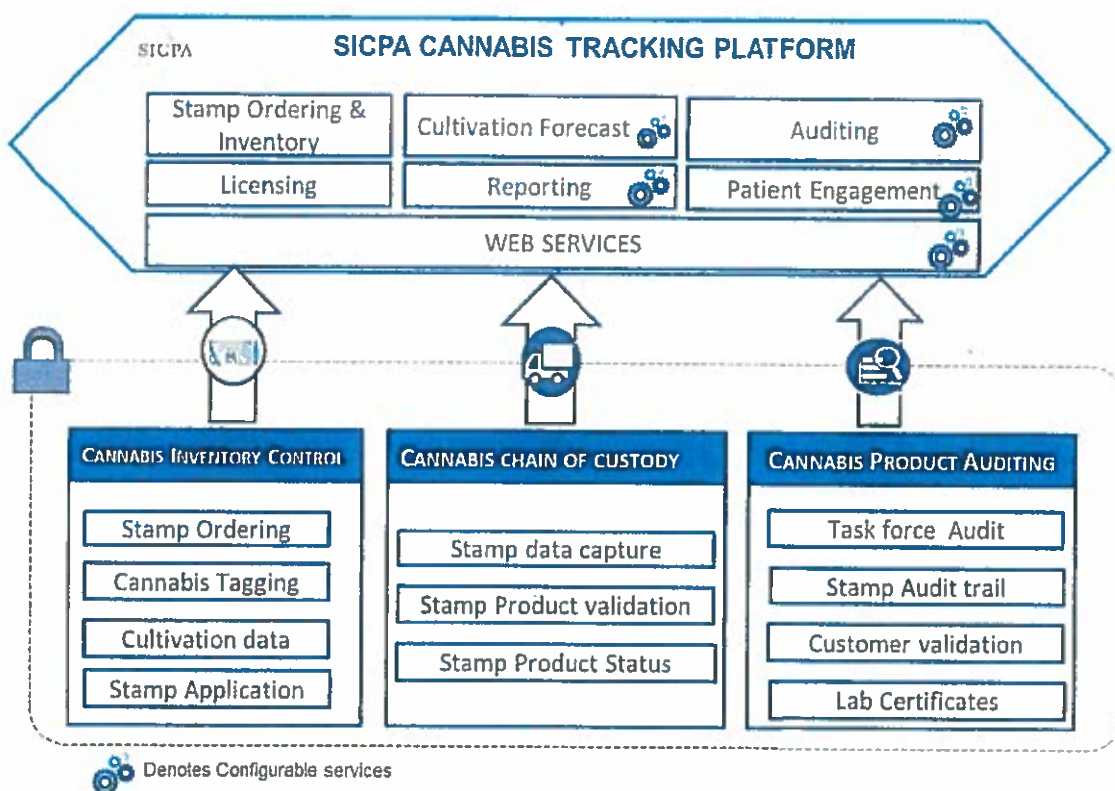 SICPA
SICPA CANNABIS TRACKING PLATFORM
Stamp Ordering &
Inventory
Cultivation Forecast
Auditing
Licensing
Reporting
Patient Engagement
WEB SERVICES
CANNABIS INVENTORY CONTROL
Stamp Ordering
Cannabis Tagging
Cultivation data
Stamp Application
CANNABIS CHAIN OF CUSTODY
Stamp data capture
Stamp Product validation
Stamp Product Status
CANNABIS PRODUCT AUDITING
Task force Audit
Stamp Audit trail
Customer validation
Lab Certificates
Denotes Configurable services